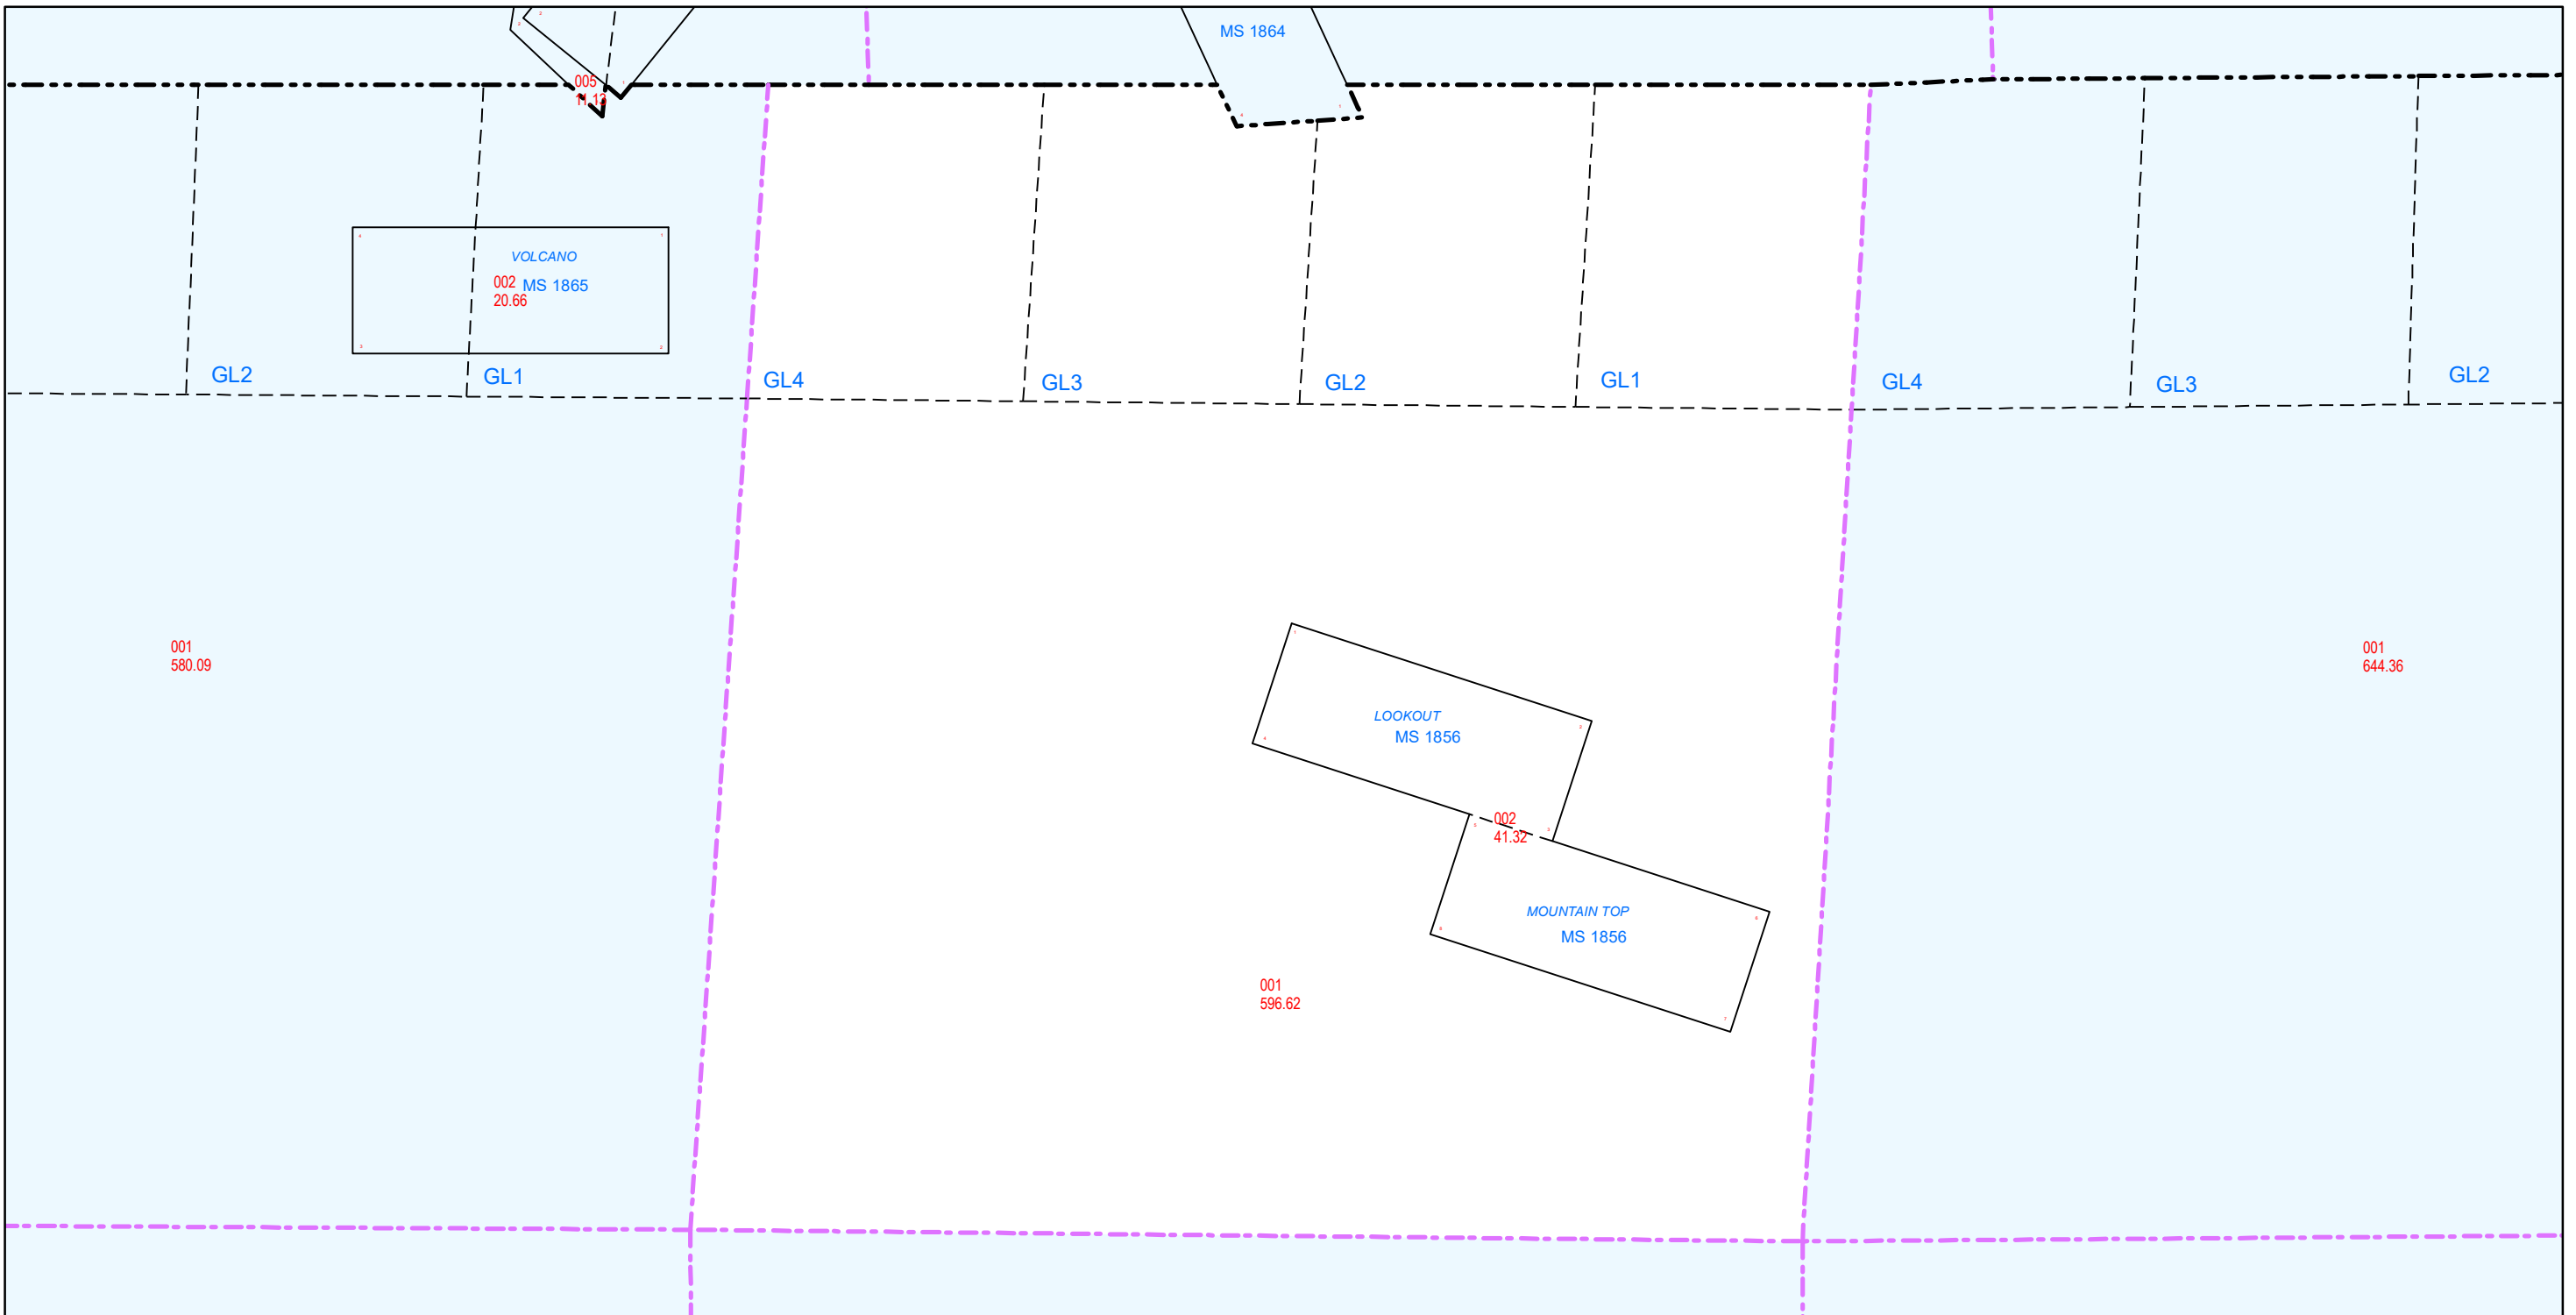 MS 1864
005
11.13
VOLCANO
002 MS 1865
20.66
GL2
GL1
GL4
GL3
GL2
GL1
GL4
GL3
GL2
001
580.09
001
644.36
LOOKOUT
MS 1856
002
41.32
MOUNTAIN TOP
MS 1856
001
596.62